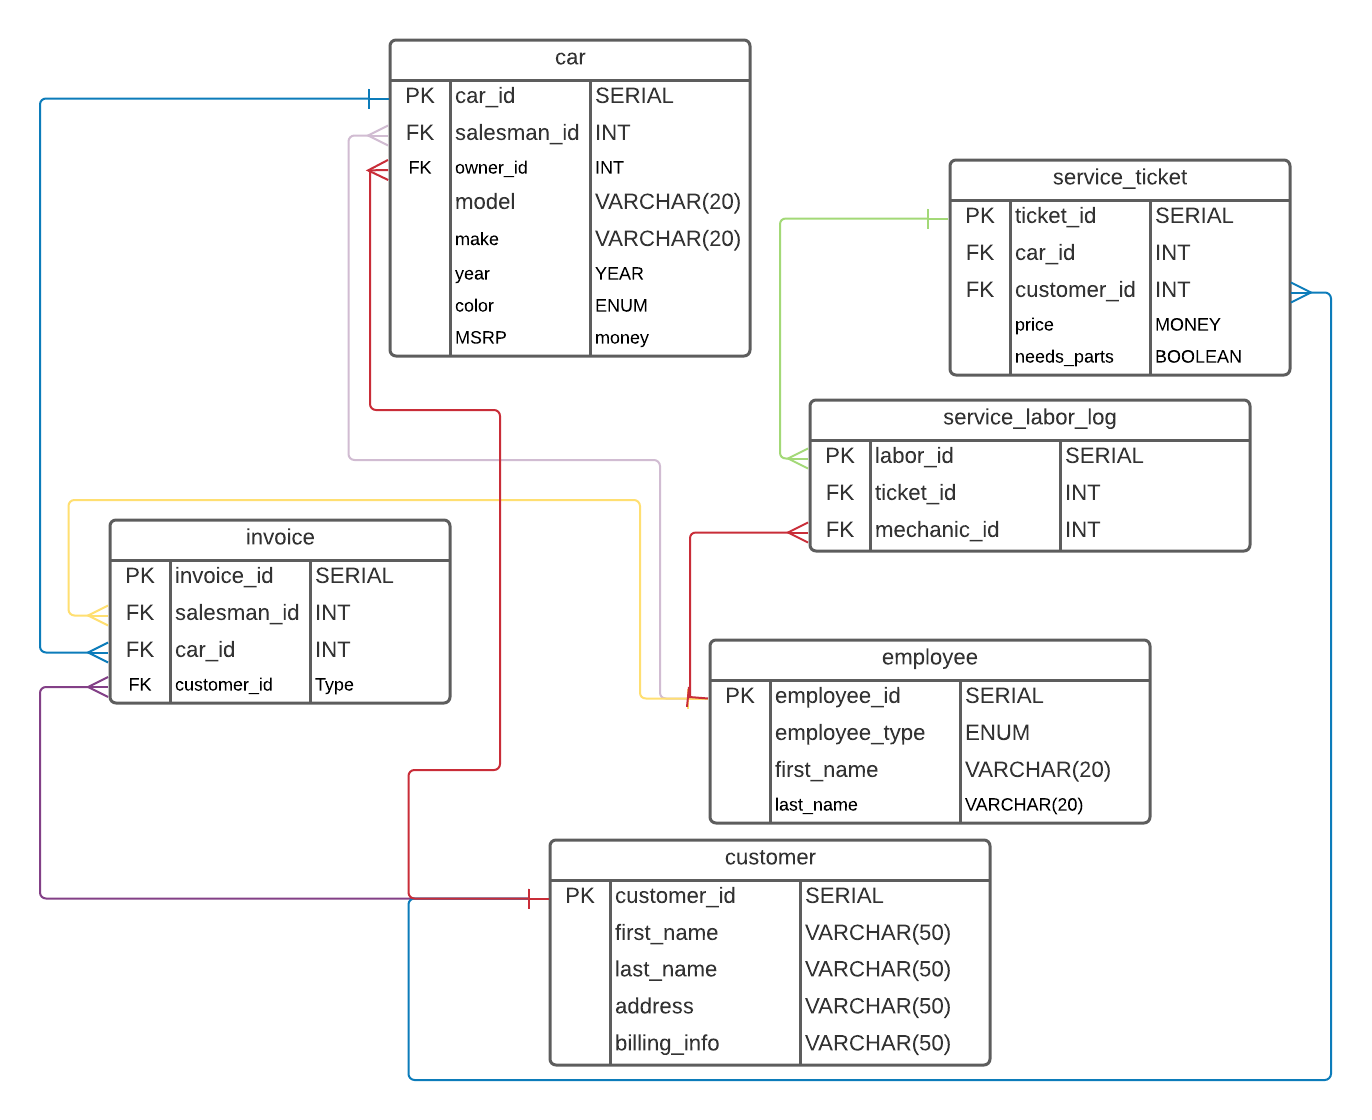 car
PK car_id SERIAL
FK salesman_id INT
FK owner_id INT
model VARCHAR(20)
make VARCHAR(20)
year YEAR
color ENUM
MSRP money
service_ticket
PK ticket_id SERIAL
FK car_id INT
FK customer_id INT
price MONEY
needs_parts BOOLEAN
service_labor_log
PK labor_id SERIAL
FK ticket_id INT
FK mechanic_id INT
invoice
PK invoice_id SERIAL
FK salesman_id INT
FK car_id INT
FK customer_id Type
employee
PK employee_id SERIAL
employee_type ENUM
first_name VARCHAR(20)
last_name VARCHAR(20)
customer
PK customer_id SERIAL
first_name VARCHAR(50)
last_name VARCHAR(50)
address VARCHAR(50)
billing_info VARCHAR(50)